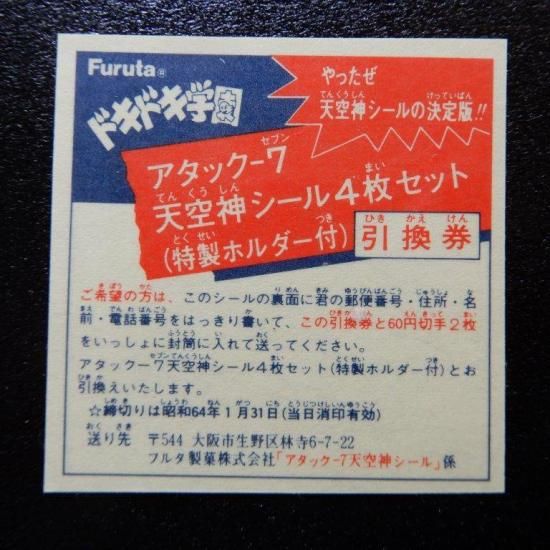 Furuta®
ドキドキ学園
やったぜ
天空神シールの決定版!!
アタック-7
天空神シール4枚セット
(特製ホルダー付)
引換券
ご希望の方は、このシールの裏面に君の郵便番号・住所・名
前・電話番号をはっきり書いて、この引換券と60円切手2枚
をいっしょに封筒に入れて送ってください。
アタック-7天空神シール4枚セット(特製ホルダー付)とお
引換えいたします。
☆締切りは昭和64年1月31日(当日消印有効)
送り先 〒544 大阪市生野区林寺6-7-22
フルタ製菓株式会社「アタック-7天空神シール」係